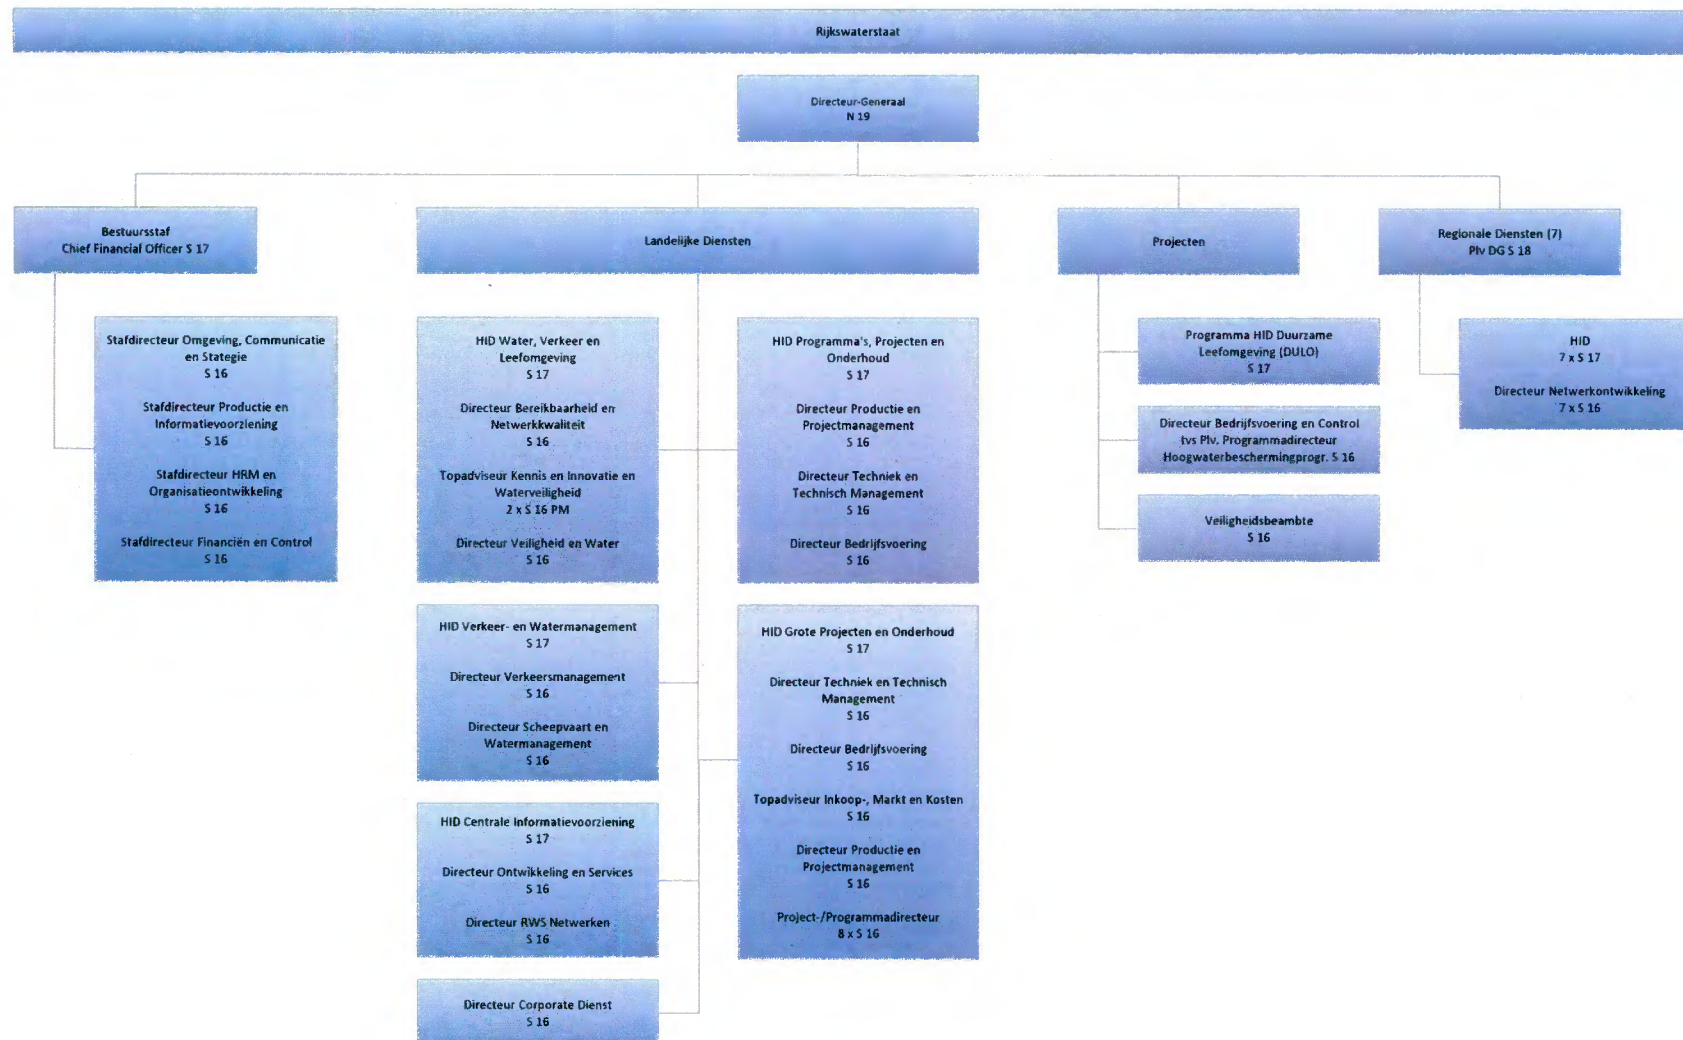 Rijkswaterstaat
Directeur-Generaal
N 19
Bestuursstaf
Chief Financial Officer S 17
Stafdirecteur Omgeving, Communicatie
en Stategie
S 16
Stafdirecteur Productie en
Informatievoorziening
S 16
Stafdirecteur HRM en
Organisatieontwikkeling
S 16
Stafdirecteur Financiën en Control
S 16
Landelijke Diensten
HID Water, Verkeer en
Leefomgeving
S 17
Directeur Bereikbaarheid en
Netwerkkwaliteit
S 16
Topadviseur Kennis en Innovatie en
Waterveiligheid
2 x S 16 PM
Directeur Veiligheid en Water
S 16
HID Verkeer- en Watermanagement
S 17
Directeur Verkeersmanagement
S 16
Directeur Scheepvaart en
Watermanagement
S 16
HID Centrale Informatievoorziening
S 17
Directeur Ontwikkeling en Services
S 16
Directeur RWS Netwerken
S 16
Directeur Corporate Dienst
S 16
HID Programma's, Projecten en
Onderhoud
S 17
Directeur Productie en
Projectmanagement
S 16
Directeur Techniek en
Technisch Management
S 16
Directeur Bedrijfsvoering
S 16
HID Grote Projecten en Onderhoud
S 17
Directeur Techniek en Technisch
Management
S 16
Directeur Bedrijfsvoering
S 16
Topadviseur Inkoop-, Markt en Kosten
S 16
Directeur Productie en
Projectmanagement
S 16
Project-/Programmadirecteur
8 x S 16
Projecten
Programma HID Duurzame
Leefomgeving (DULO)
S 17
Directeur Bedrijfsvoering en Control
tvs Plv. Programmadirecteur
Hoogwaterbeschermingprogr. S 16
Veiligheidsbeambte
S 16
Regionale Diensten (7)
Plv DG S 18
HID
7 x S 17
Directeur Netwerkontwikkeling
7 x S 16